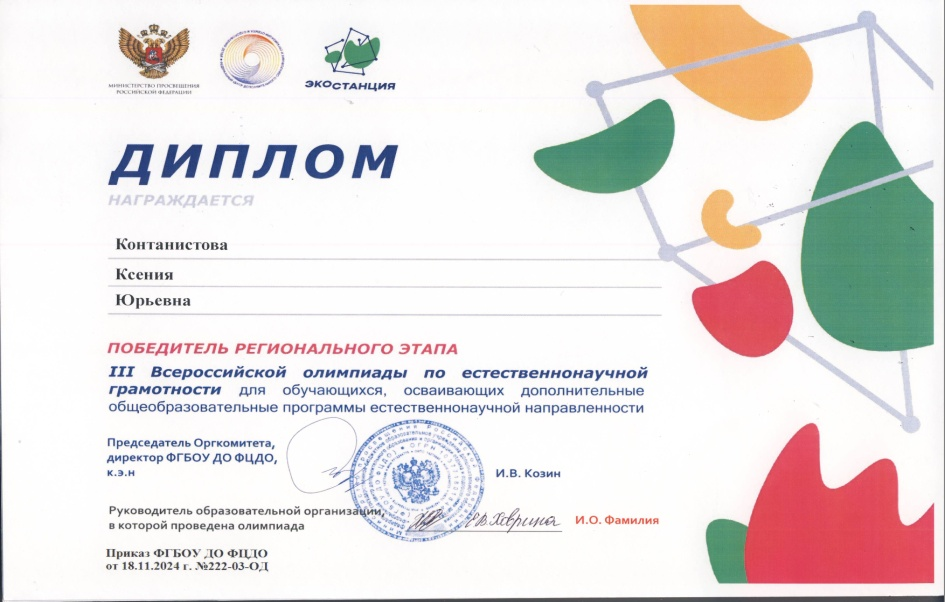 МИНИСТЕРСТВО ПРОСВЕЩЕНИЯ
РОССИЙСКОЙ ФЕДЕРАЦИИ
ЭКОСТАНЦИЯ
ДИПЛОМ
НАГРАЖДАЕТСЯ
Контанистова
Ксения
Юрьевна
ПОБЕДИТЕЛЬ РЕГИОНАЛЬНОГО ЭТАПА
III Всероссийской олимпиады по естественнонаучной
грамотности для обучающихся, осваивающих дополнительные
общеобразовательные программы естественнонаучной направленности
Председатель Оргкомитета,
директор ФГБОУ ДО ФЦДО,
к.э.н
И.В. Козин
Руководитель образовательной организации,
в которой проведена олимпиада
Е.В. Хаврина
И.О. Фамилия
Приказ ФГБОУ ДО ФЦДО
от 18.11.2024 г. №222-03-ОД